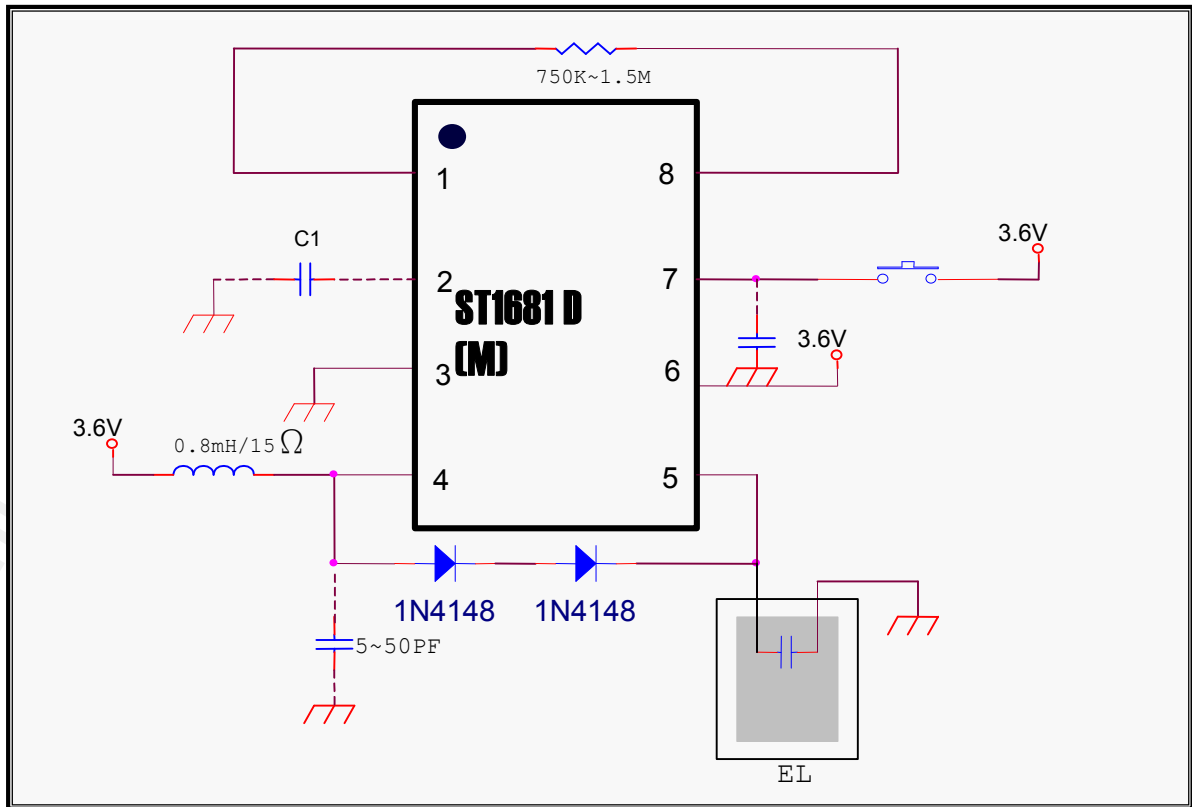 750K~1.5M
1
8
C1
3.6V
2
7
ST1681 D
(M)
3.6V
3
6
3.6V
0.8mH/15 Ω
4
5
1N4148
1N4148
5~50PF
EL